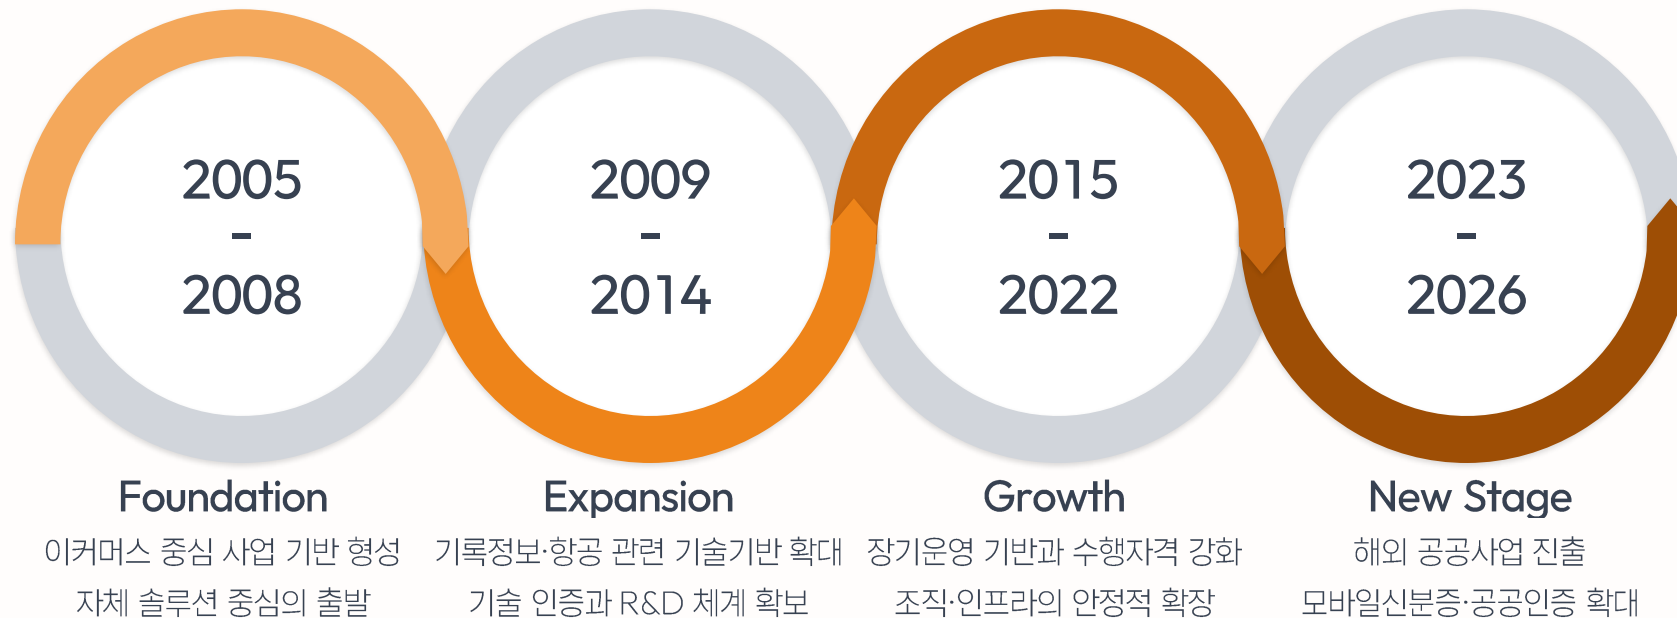 2005
-
2008
2009
-
2014
2015
-
2022
2023
-
2026
Foundation
이커머스 중심 사업 기반 형성
자체 솔루션 중심의 출발
Expansion
기록정보·항공 관련 기술기반 확대
기술 인증과 R&D 체계 확보
Growth
장기운영 기반과 수행자격 강화
조직·인프라의 안정적 확장
New Stage
해외 공공사업 진출
모바일신분증·공공인증 확대